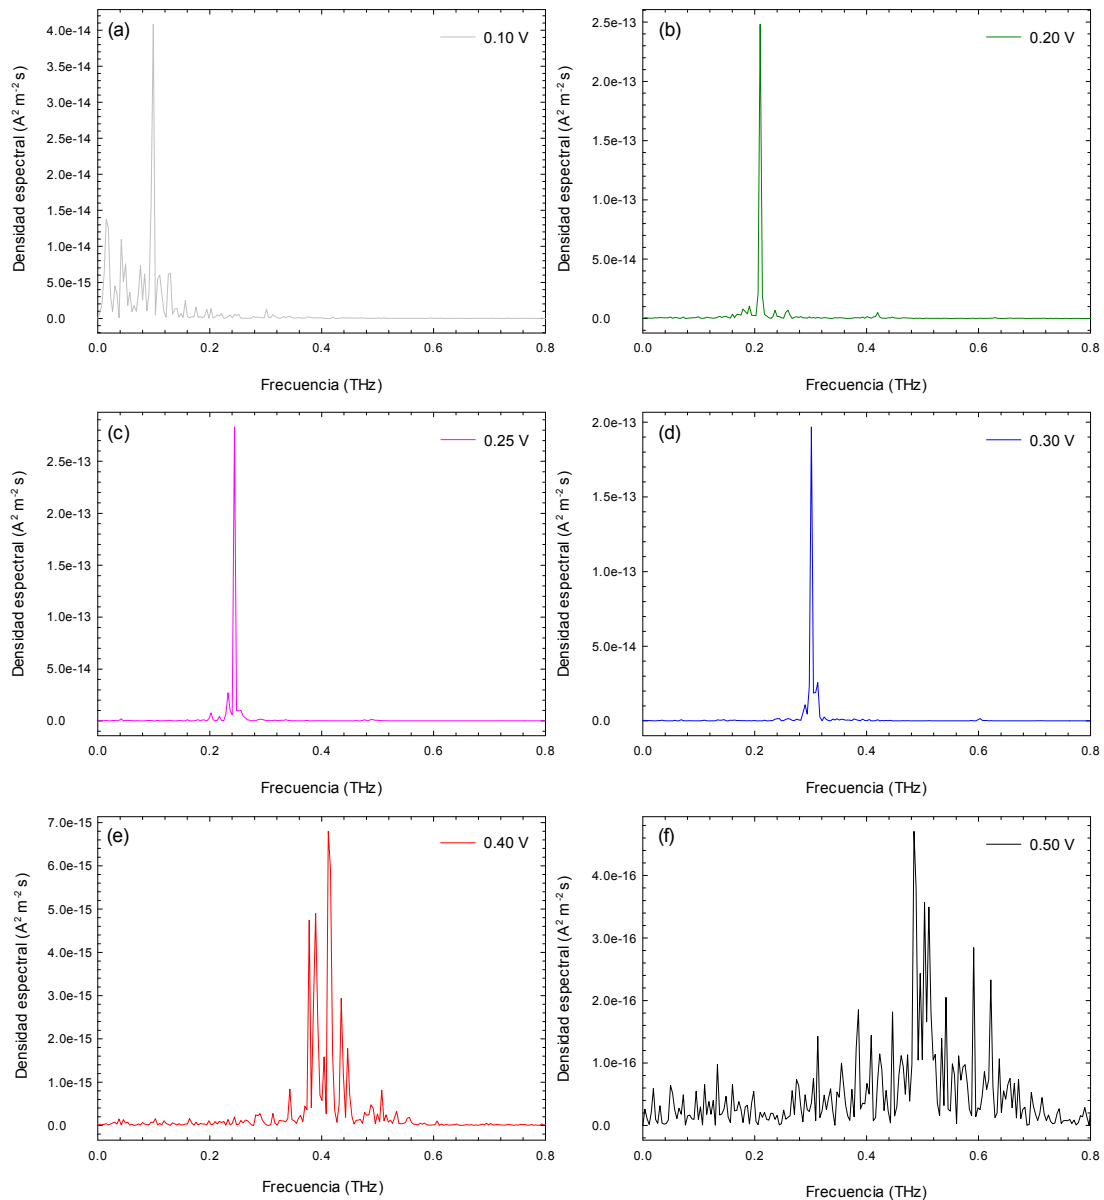 (a)
0.10 V
Densidad espectral (A² m⁻² s)
4.0e-14
3.5e-14
3.0e-14
2.5e-14
2.0e-14
1.5e-14
1.0e-14
5.0e-15
0.0
0.0 0.2 0.4 0.6 0.8
Frecuencia (THz)
(b)
0.20 V
Densidad espectral (A² m⁻² s)
2.5e-13
2.0e-13
1.5e-13
1.0e-13
5.0e-14
0.0
0.0 0.2 0.4 0.6 0.8
Frecuencia (THz)
(c)
0.25 V
Densidad espectral (A² m⁻² s)
2.5e-13
2.0e-13
1.5e-13
1.0e-13
5.0e-14
0.0
0.0 0.2 0.4 0.6 0.8
Frecuencia (THz)
(d)
0.30 V
Densidad espectral (A² m⁻² s)
2.0e-13
1.5e-13
1.0e-13
5.0e-14
0.0
0.0 0.2 0.4 0.6 0.8
Frecuencia (THz)
(e)
0.40 V
Densidad espectral (A² m⁻² s)
7.0e-15
6.0e-15
5.0e-15
4.0e-15
3.0e-15
2.0e-15
1.0e-15
0.0
0.0 0.2 0.4 0.6 0.8
Frecuencia (THz)
(f)
0.50 V
Densidad espectral (A² m⁻² s)
4.0e-16
3.0e-16
2.0e-16
1.0e-16
0.0
0.0 0.2 0.4 0.6 0.8
Frecuencia (THz)